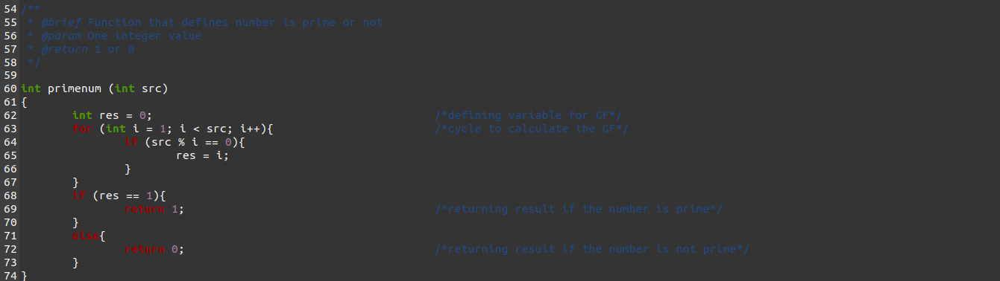 54 /**
55  * @brief Function that defines number is prime or not
56  * @param One integer value
57  * @return 1 or 0
58  */
59
60 int primenum (int src)
61 {
62         int res = 0;                                          /*defining variable for GF*/
63         for (int i = 1; i < src; i++){                        /*cycle to calculate the GF*/
64                 if (src % i == 0){
65                         res = i;
66                 }
67         }
68         if (res == 1){
69                 return 1;                                     /*returning result if the number is prime*/
70         }
71         else{
72                 return 0;                                     /*returning result if the number is not prime*/
73         }
74 }